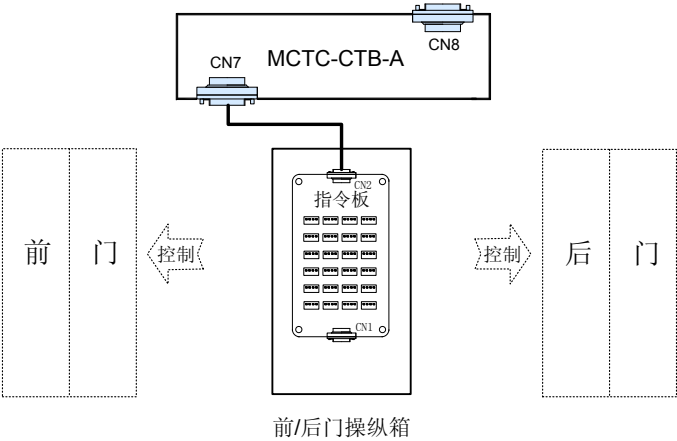 CN8
CN7
MCTC-CTB-A
CN2
指令板
前 门
控制
控制
后 门
CN1
前/后门操纵箱